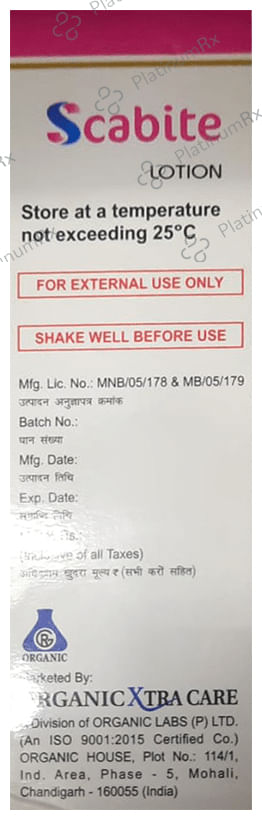 Scabite
LOTION
Store at a temperature
not exceeding 25°C
FOR EXTERNAL USE ONLY
SHAKE WELL BEFORE USE
Mfg. Lic. No.: MNB/05/178 & MB/05/179
उत्पादन अनुज्ञापत्र क्रमांक
Batch No.:
घान संख्या
Mfg. Date:
उत्पादन तिथि
Exp. Date:
समाप्ति तिथि
of all Taxes)
अधिकतम खुदरा मूल्य ₹ (सभी करों सहित)
ORGANIC
Marketed By:
ORGANIC XTRA CARE
Division of ORGANIC LABS (P) LTD.
(An ISO 9001:2015 Certified Co.)
ORGANIC HOUSE, Plot No.: 114/1,
Ind. Area, Phase - 5, Mohali,
Chandigarh - 160055 (India)
PlatinumRx